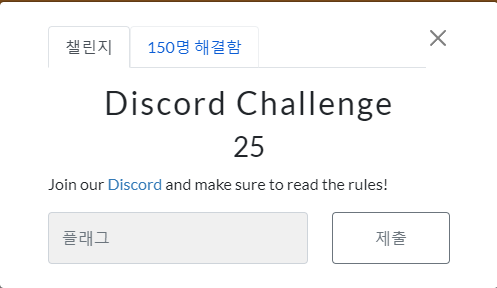 챌린지 150명 해결함
Discord Challenge
25
Join our Discord and make sure to read the rules!
플래그 제출